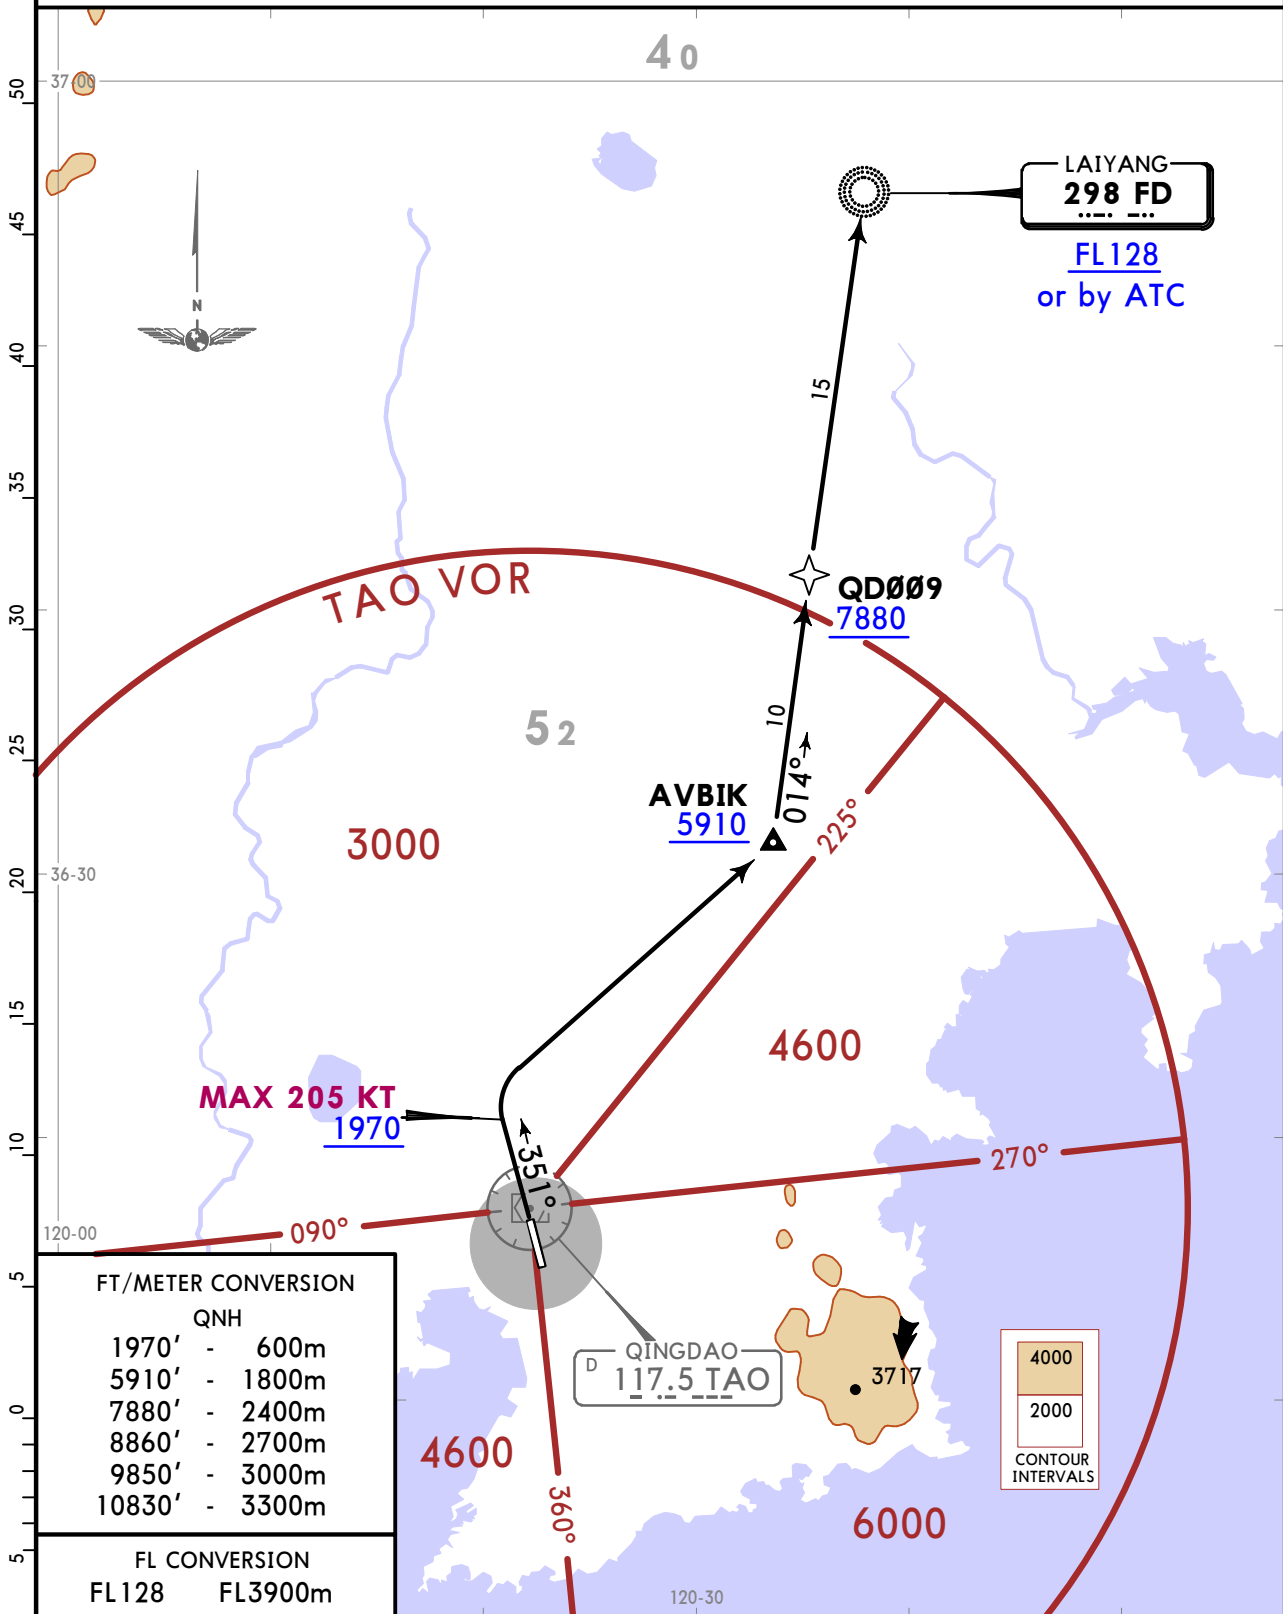 40
50
37-00
LAIYANG
298 FD
FL128
or by ATC
45
N
40
15
35
TAO VOR
QDØØ9
7880
30
52
10
25
014°
AVBIK
5910
225°
3000
20
36-30
15
4600
MAX 205 KT
1970
10
351°
270°
090°
120-00
5
FT/METER CONVERSION
QNH
1970' - 600m
5910' - 1800m
7880' - 2400m
8860' - 2700m
9850' - 3000m
10830' - 3300m
FL CONVERSION
FL128 FL3900m
QINGDAO
D 117.5 TAO
3717
4000
2000
CONTOUR
INTERVALS
0
4600
360°
6000
5
120-30